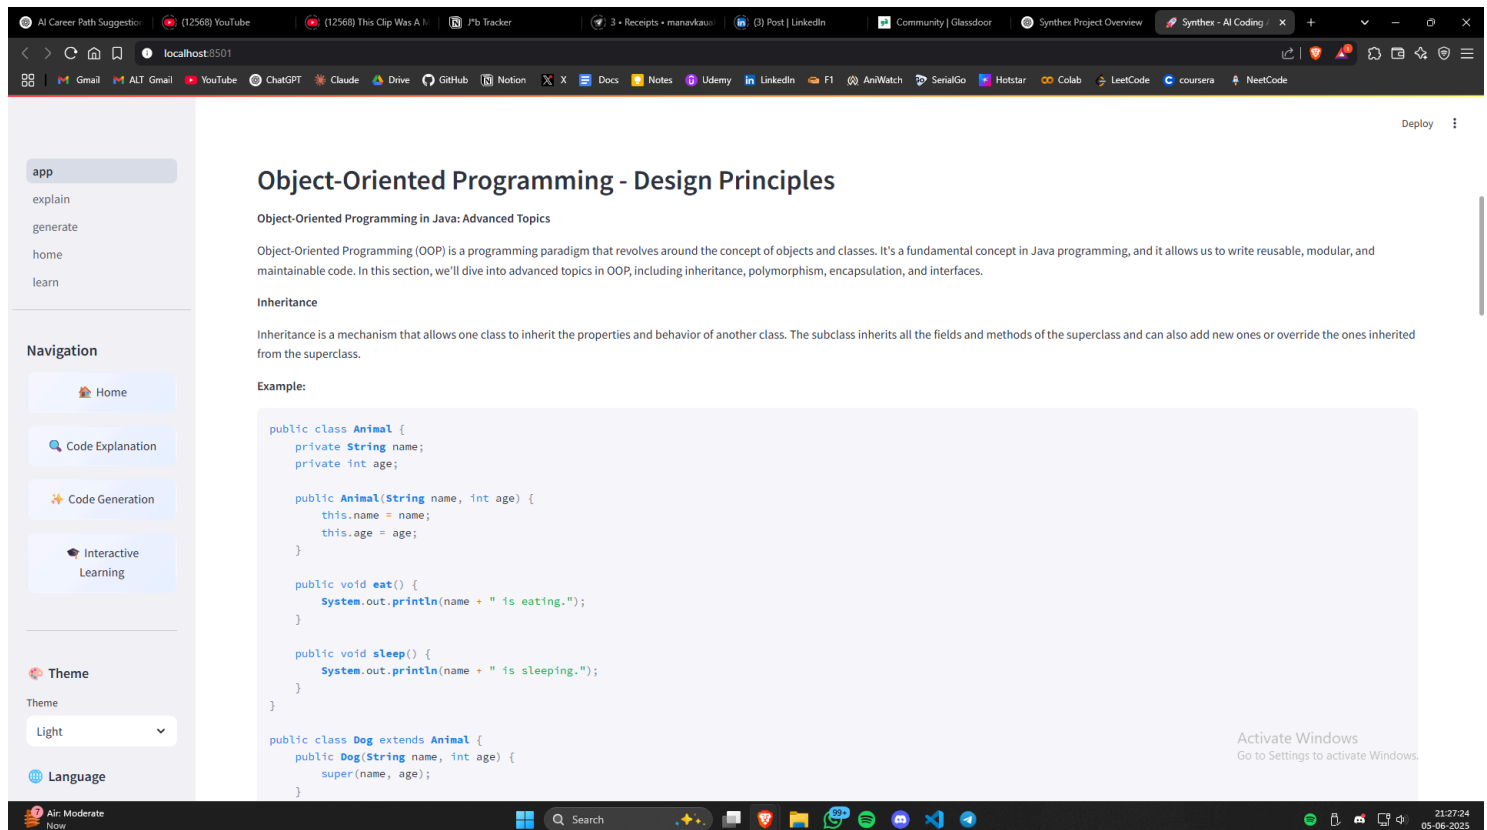 AI Career Path Suggestion
(12568) YouTube
(12568) This Clip Was A M
J*b Tracker
3 • Receipts • manavkaual
(3) Post | LinkedIn
Community | Glassdoor
Synthex Project Overview
Synthex - AI Coding A
localhost:8501
Gmail
ALT Gmail
YouTube
ChatGPT
Claude
Drive
GitHub
Notion
X
Docs
Notes
Udemy
LinkedIn
F1
AniWatch
SerialGo
Hotstar
Colab
LeetCode
coursera
NeetCode
Deploy
app
explain
generate
home
learn
Navigation
Home
Code Explanation
Code Generation
Interactive
Learning
Theme
Theme
Light
Language
Object-Oriented Programming - Design Principles
Object-Oriented Programming in Java: Advanced Topics
Object-Oriented Programming (OOP) is a programming paradigm that revolves around the concept of objects and classes. It's a fundamental concept in Java programming, and it allows us to write reusable, modular, and
maintainable code. In this section, we'll dive into advanced topics in OOP, including inheritance, polymorphism, encapsulation, and interfaces.
Inheritance
Inheritance is a mechanism that allows one class to inherit the properties and behavior of another class. The subclass inherits all the fields and methods of the superclass and can also add new ones or override the ones inherited
from the superclass.
Example:
public class Animal {
    private String name;
    private int age;
    public Animal(String name, int age) {
        this.name = name;
        this.age = age;
    }
    public void eat() {
        System.out.println(name + " is eating.");
    }
    public void sleep() {
        System.out.println(name + " is sleeping.");
    }
}
public class Dog extends Animal {
    public Dog(String name, int age) {
        super(name, age);
    }
Activate Windows
Go to Settings to activate Windows.
7
Air: Moderate
Now
Search
99+
21:27:24
05-06-2025